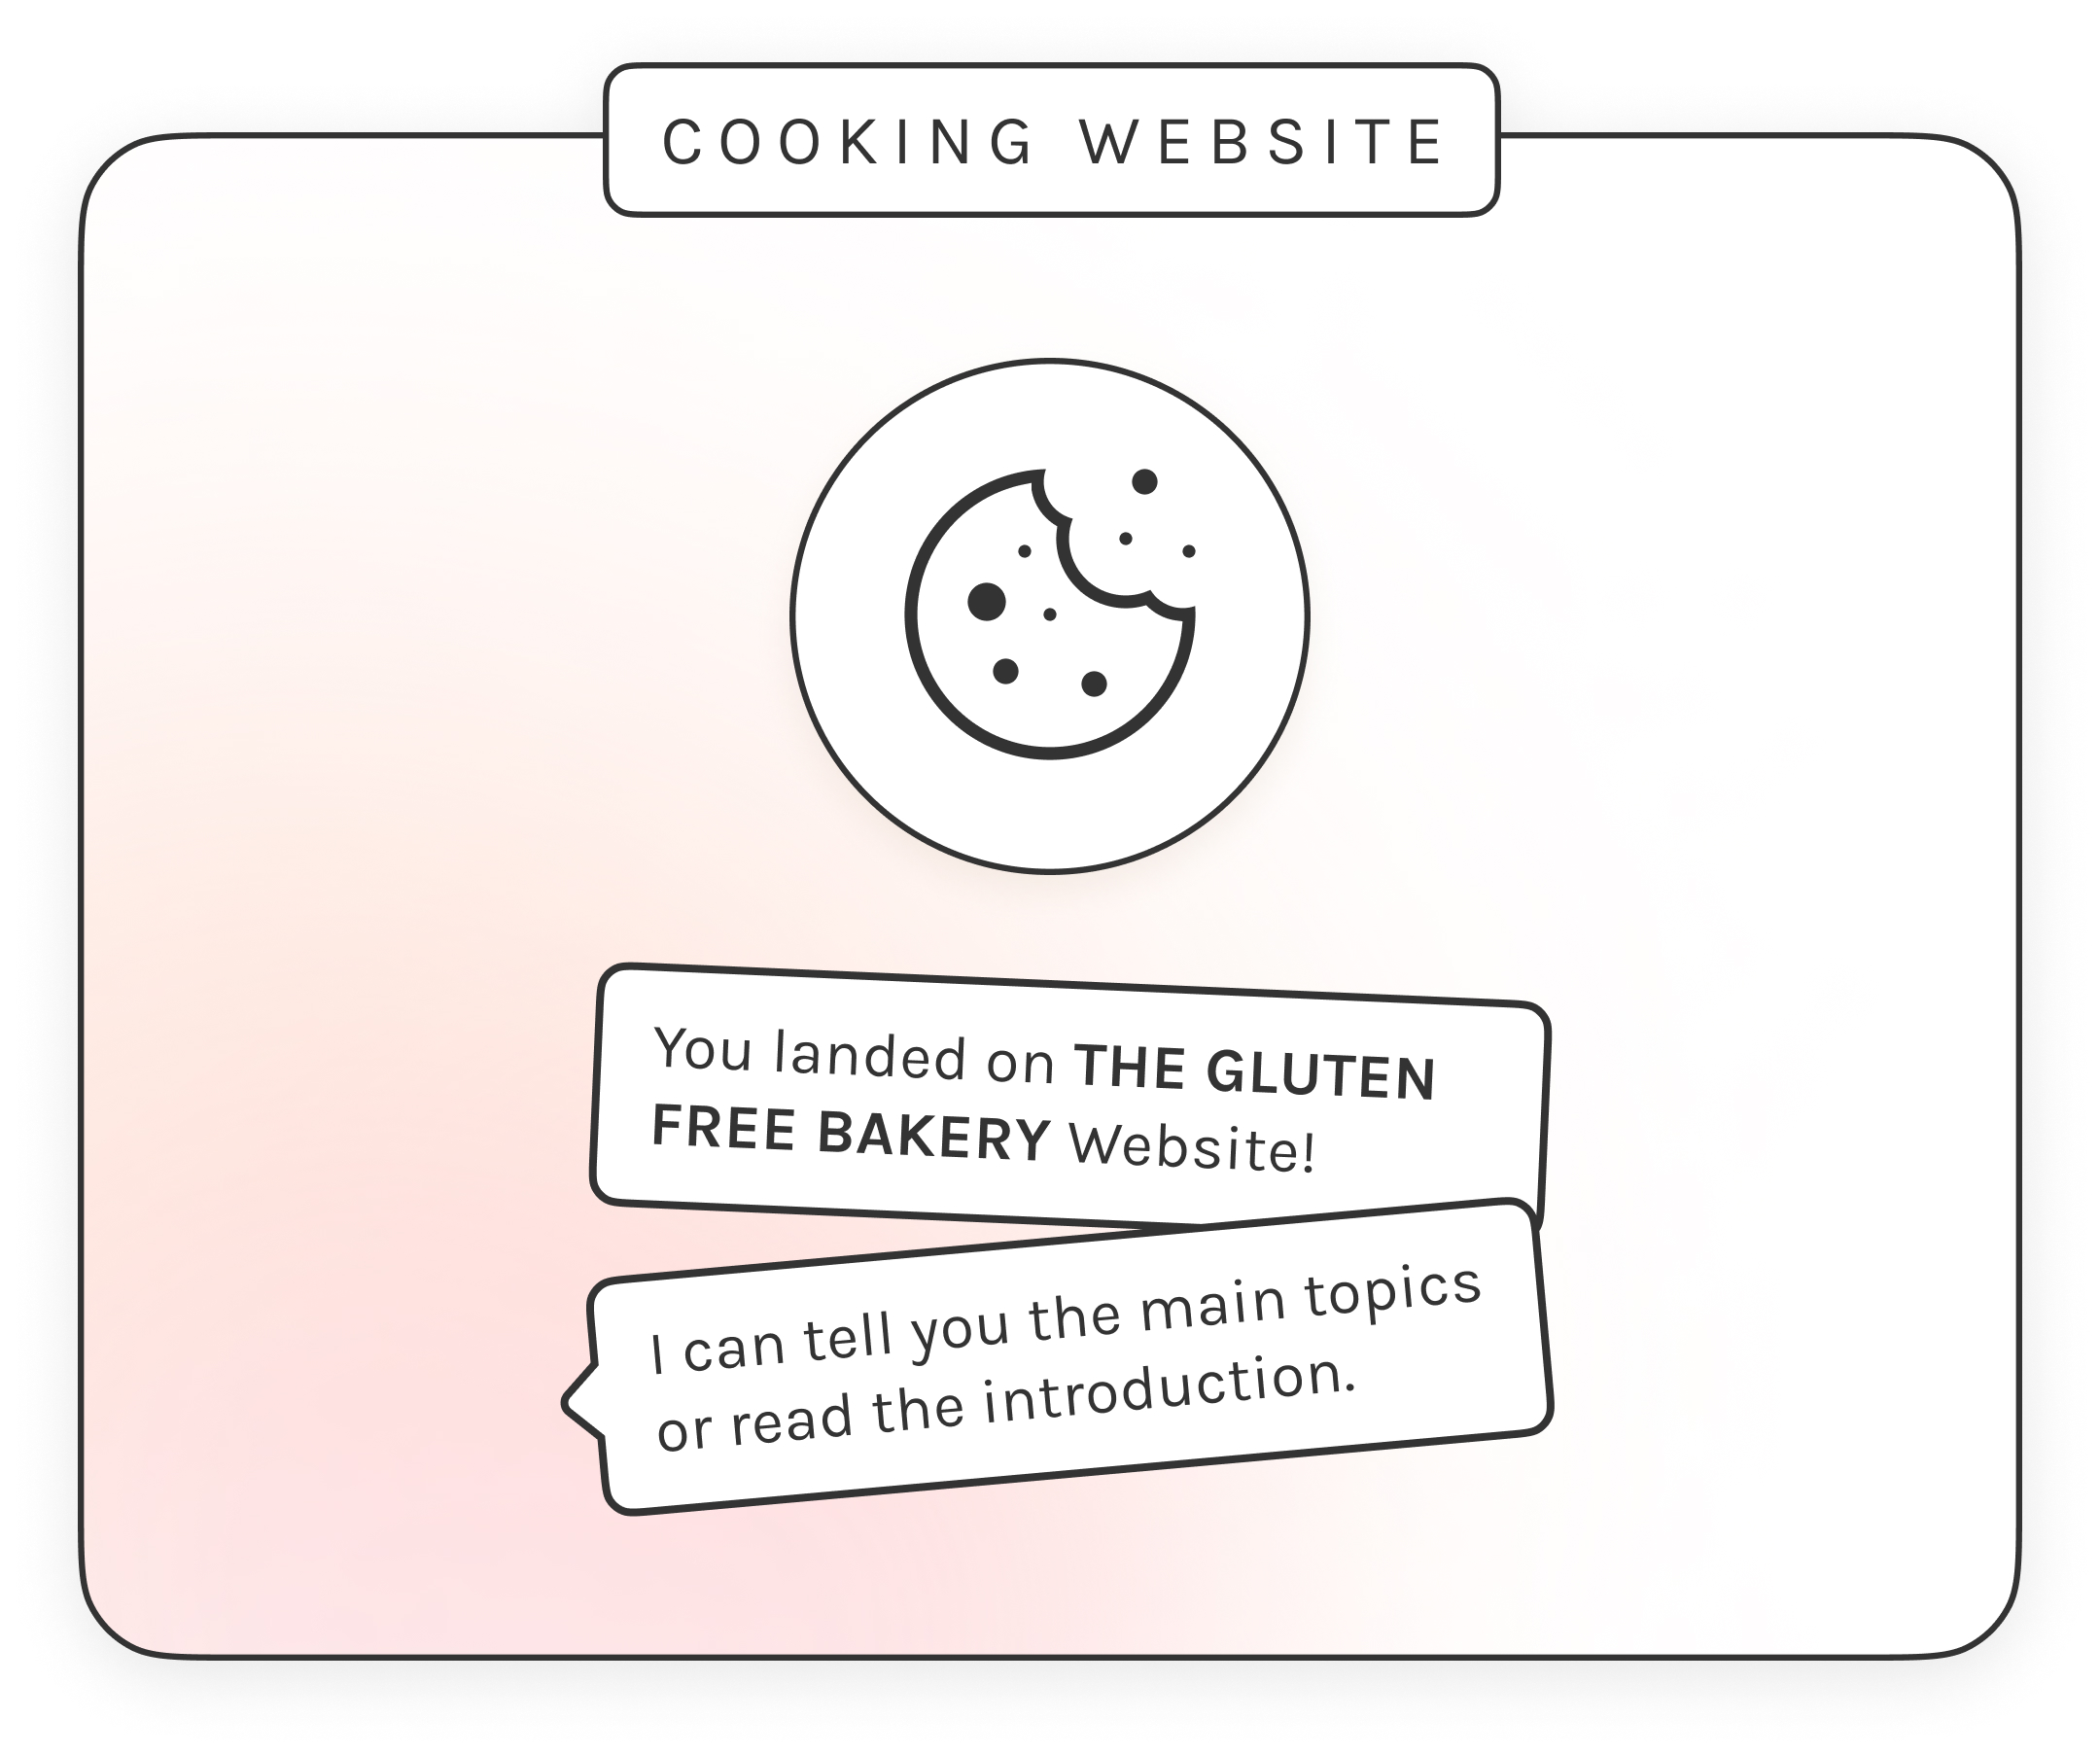 COOKING WEBSITE
You landed on THE GLUTEN
FREE BAKERY Website!
I can tell you the main topics
or read the introduction.